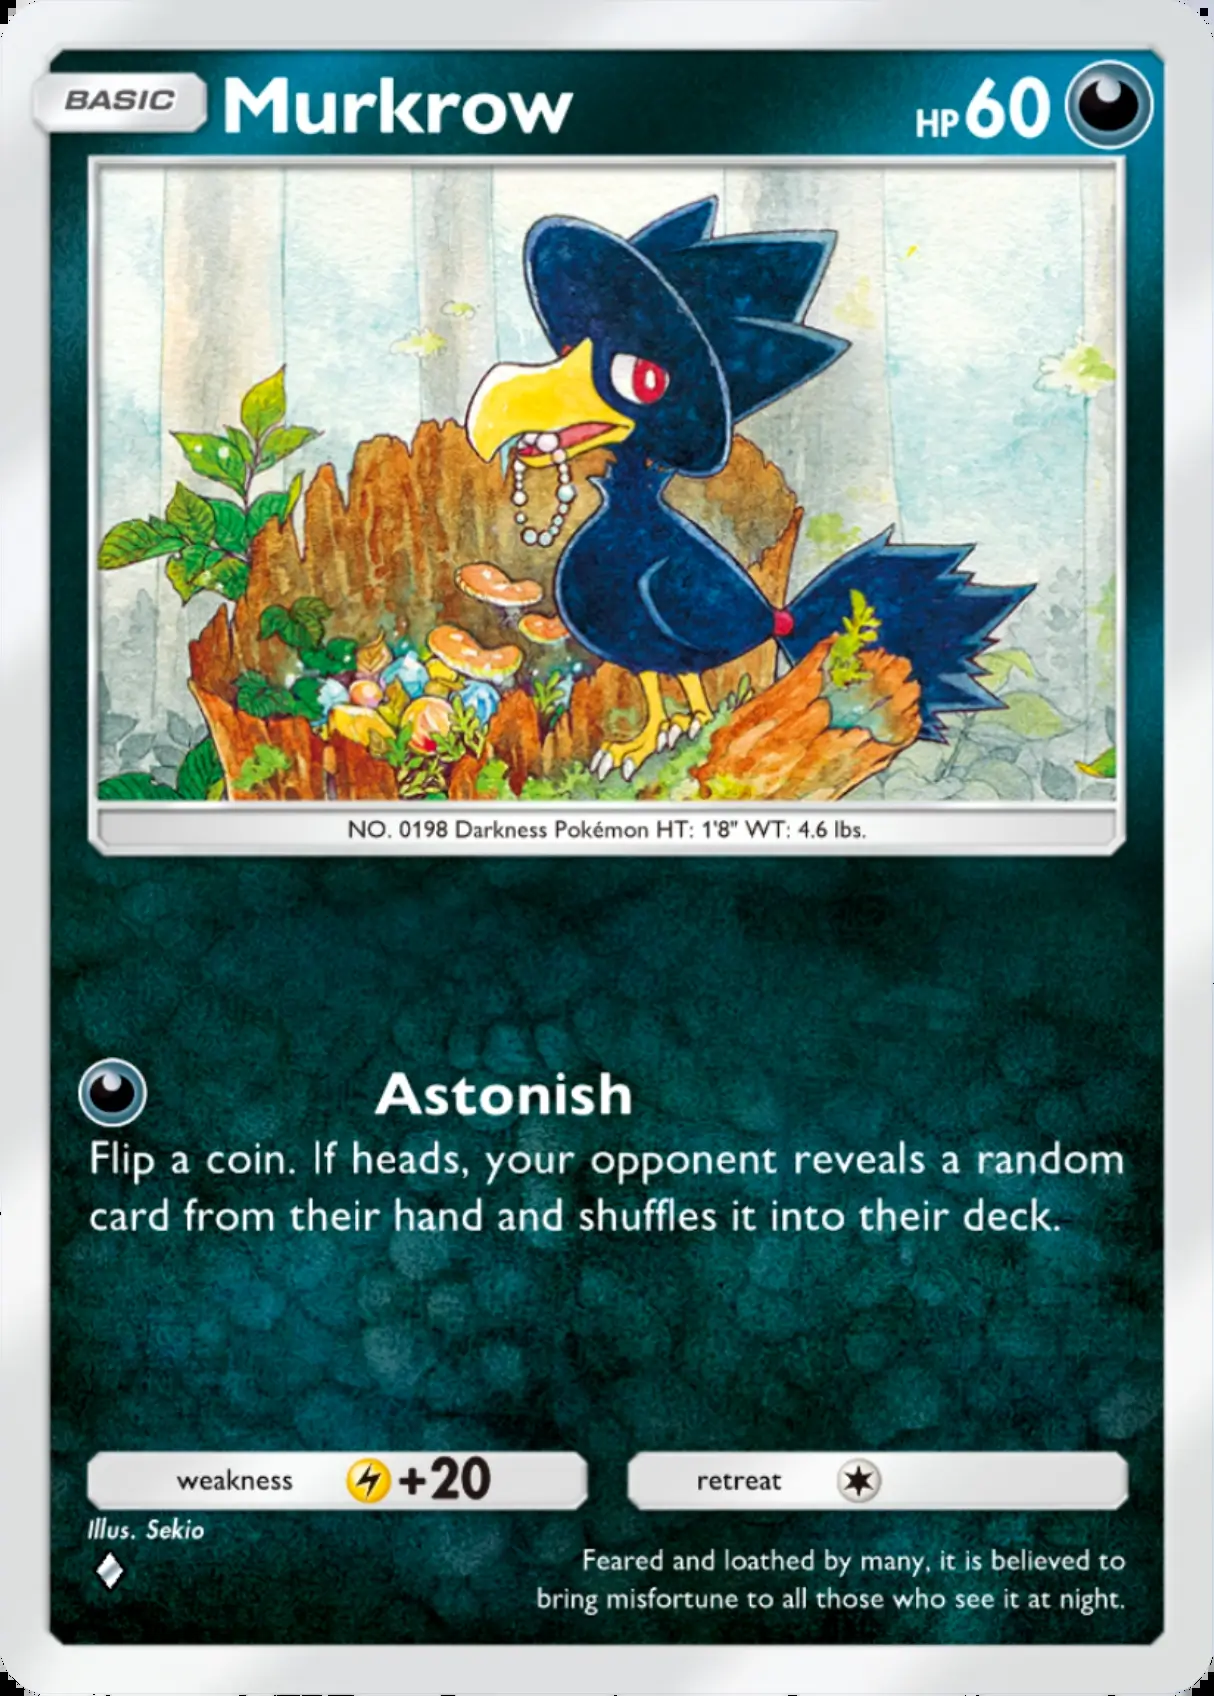 BASIC Murkrow HP 60
NO. 0198 Darkness Pokémon HT: 1'8" WT: 4.6 lbs.
Astonish
Flip a coin. If heads, your opponent reveals a random
card from their hand and shuffles it into their deck.
weakness +20 retreat
Illus. Sekio
Feared and loathed by many, it is believed to
bring misfortune to all those who see it at night.